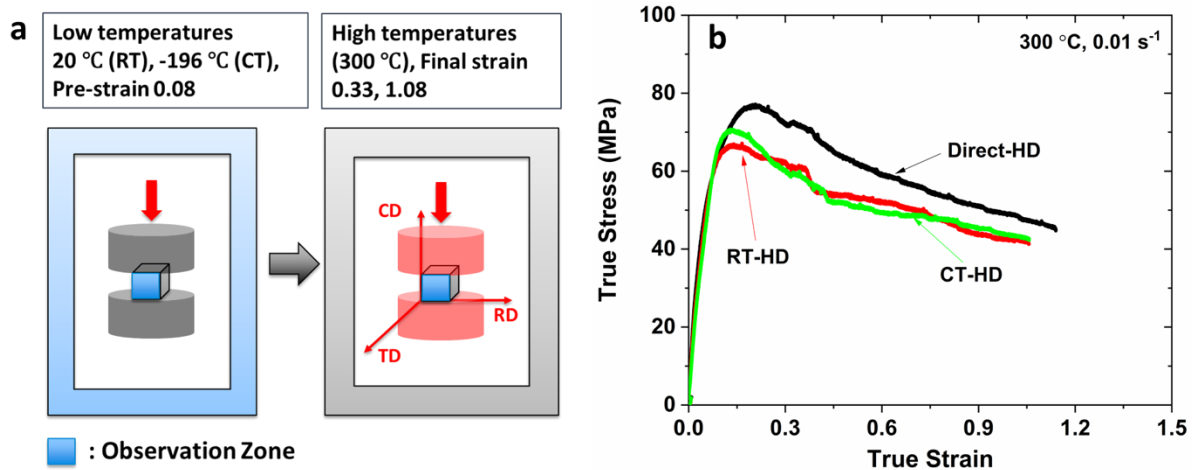 a
Low temperatures
20 ℃ (RT), -196 ℃ (CT),
Pre-strain 0.08
High temperatures
(300 ℃), Final strain
0.33, 1.08
CD
RD
TD
: Observation Zone
b
300 °C, 0.01 s⁻¹
Direct-HD
RT-HD
CT-HD
True Stress (MPa)
100
80
60
40
20
0
0.0 0.3 0.6 0.9 1.2 1.5
True Strain